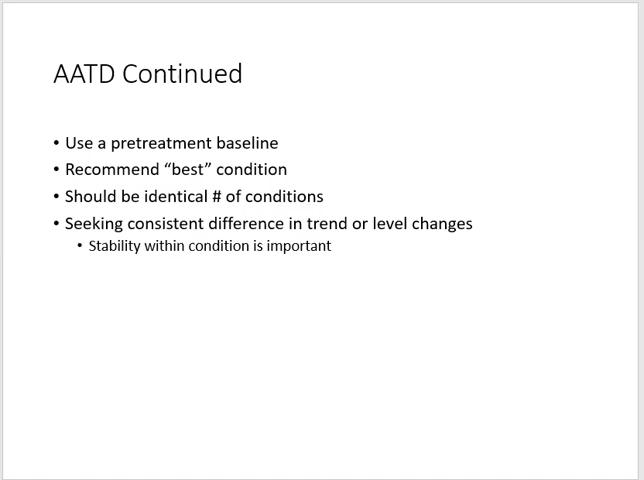 AATD Continued
• Use a pretreatment baseline
• Recommend “best” condition
• Should be identical # of conditions
• Seeking consistent difference in trend or level changes
• Stability within condition is important